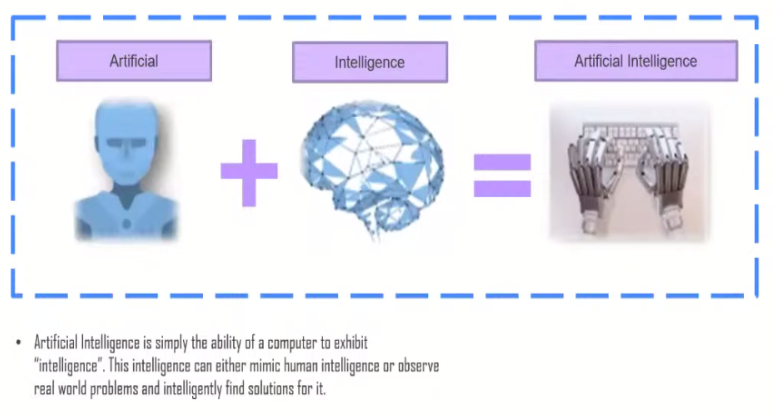 Artificial
Intelligence
Artificial Intelligence
• Artificial Intelligence is simply the ability of a computer to exhibit
“intelligence”. This intelligence can either mimic human intelligence or observe
real world problems and intelligently find solutions for it.